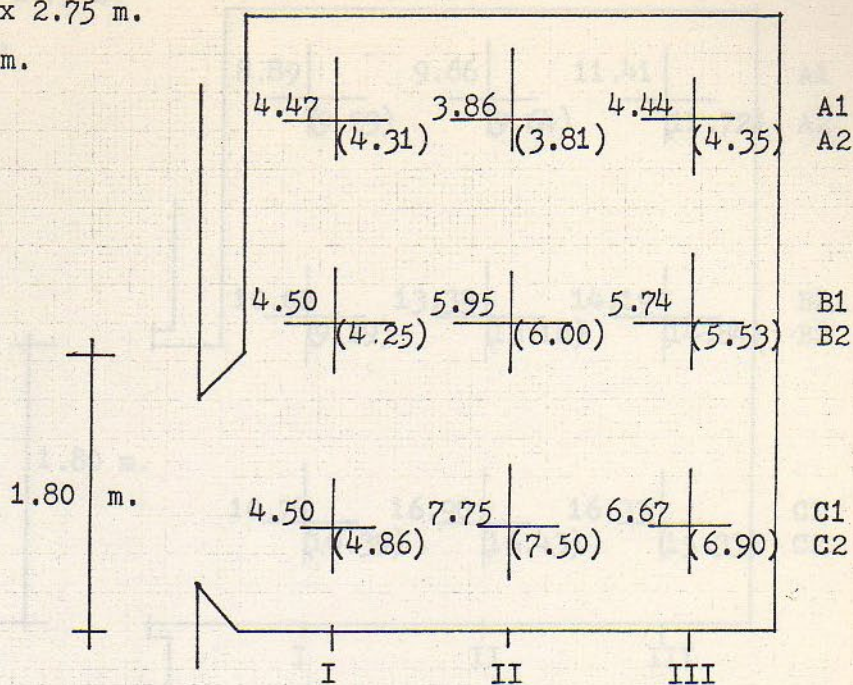 x 2.75 m.
m.
4.47 3.86 4.44 A1
(4.31) (3.81) (4.35) A2
4.50 5.95 5.74 B1
(4.25) (6.00) (5.53) B2
1.80 m.
4.50 7.75 6.67 C1
(4.86) (7.50) (6.90) C2
I II III